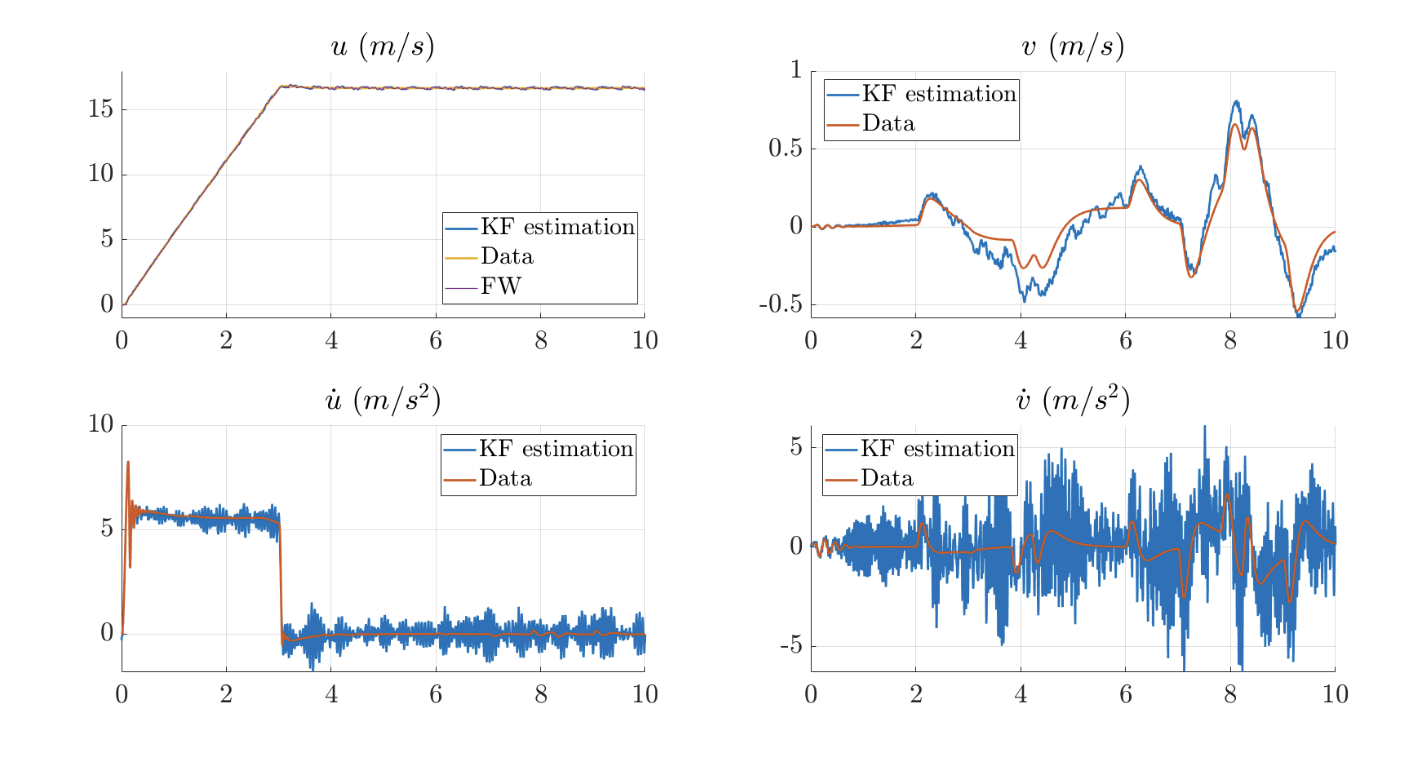 u (m/s)
15
10
5
0
KF estimation
Data
FW
0 2 4 6 8 10
v (m/s)
1
0.5
0
-0.5
KF estimation
Data
0 2 4 6 8 10
u̇ (m/s²)
10
5
0
KF estimation
Data
0 2 4 6 8 10
v̇ (m/s²)
5
0
-5
KF estimation
Data
0 2 4 6 8 10